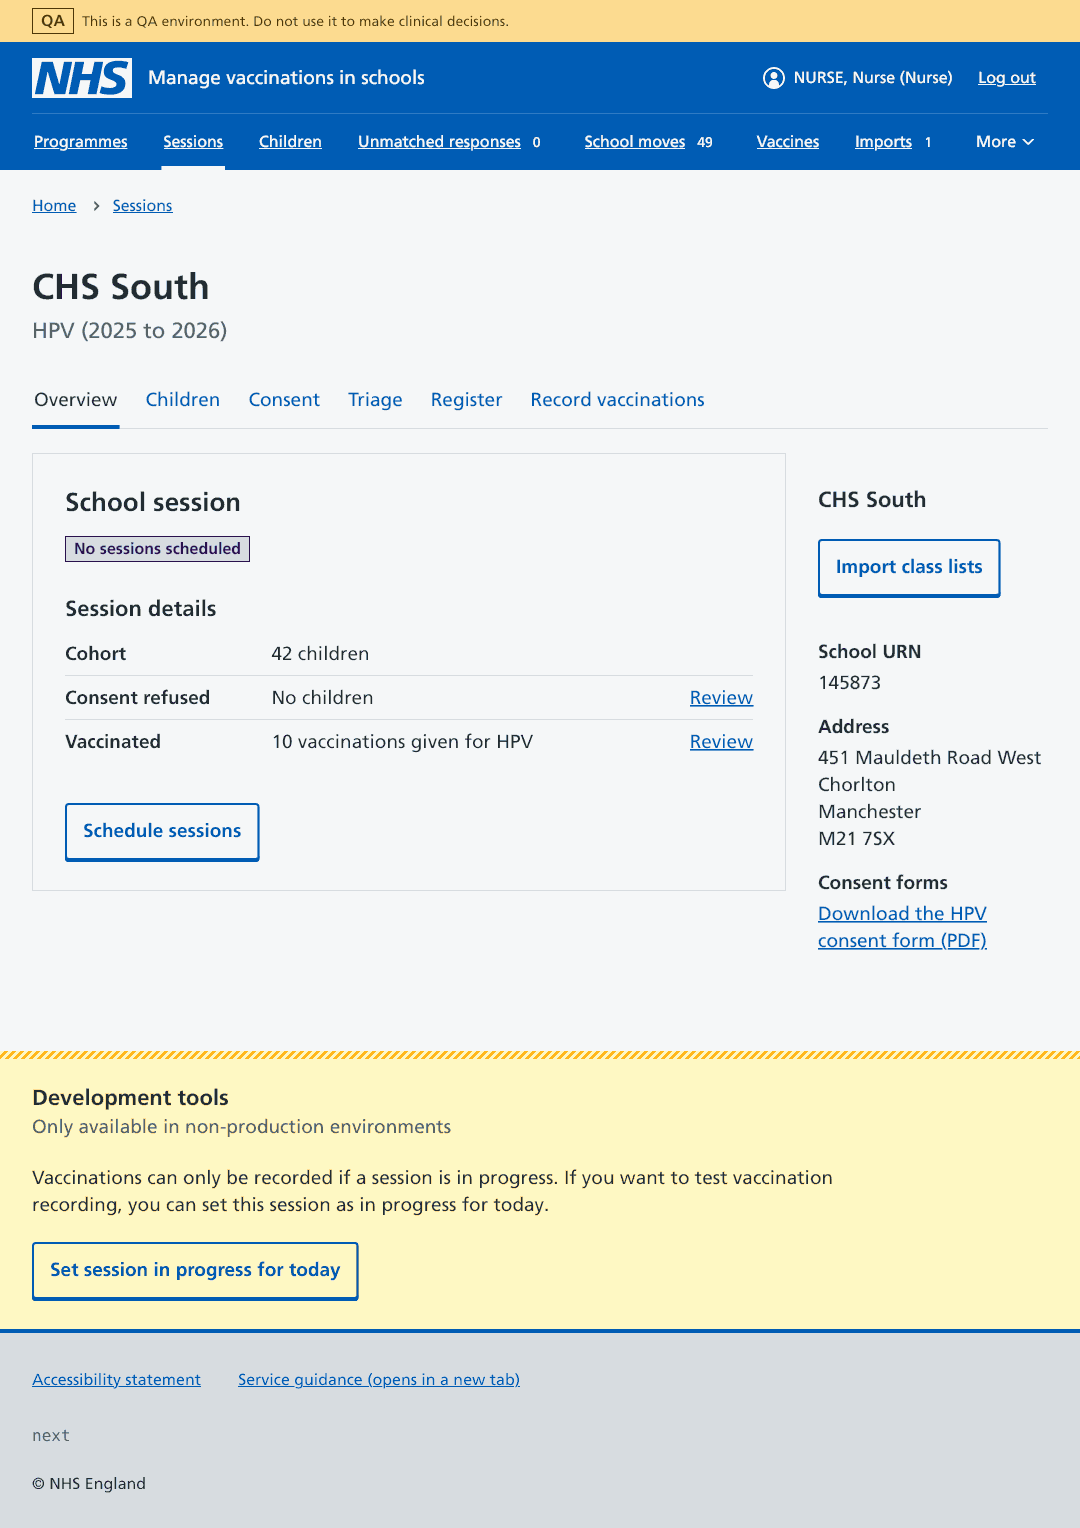 QA This is a QA environment. Do not use it to make clinical decisions.
NHS Manage vaccinations in schools NURSE, Nurse (Nurse) Log out
Programmes Sessions Children Unmatched responses 0 School moves 49 Vaccines Imports 1 More
Home Sessions
CHS South
HPV (2025 to 2026)
Overview Children Consent Triage Register Record vaccinations
School session
No sessions scheduled
Session details
Cohort 42 children
Consent refused No children Review
Vaccinated 10 vaccinations given for HPV Review
Schedule sessions
CHS South
Import class lists
School URN
145873
Address
451 Mauldeth Road West
Chorlton
Manchester
M21 7SX
Consent forms
Download the HPV
consent form (PDF)
Development tools
Only available in non-production environments
Vaccinations can only be recorded if a session is in progress. If you want to test vaccination
recording, you can set this session as in progress for today.
Set session in progress for today
Accessibility statement Service guidance (opens in a new tab)
next
© NHS England